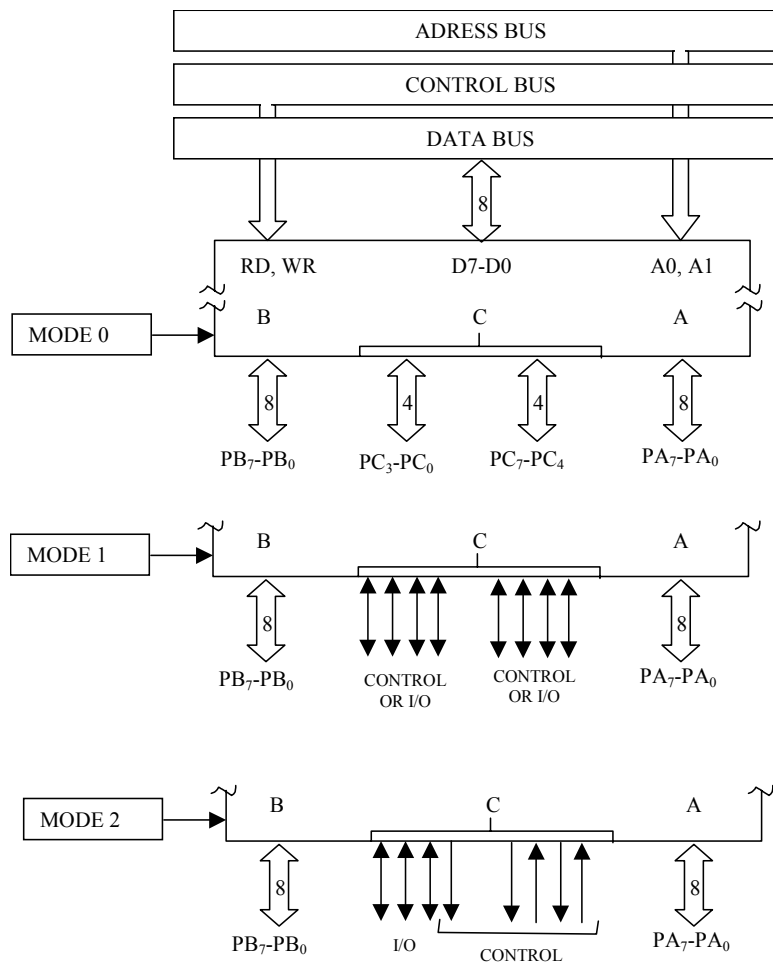 ADRESS BUS
CONTROL BUS
DATA BUS
8
RD, WR D7-D0 A0, A1
B C A
MODE 0
8 4 4 8
PB₇-PB₀ PC₃-PC₀ PC₇-PC₄ PA₇-PA₀
B C A
MODE 1
8 8
PB₇-PB₀ CONTROL CONTROL PA₇-PA₀
OR I/O OR I/O
B C A
MODE 2
8 8
PB₇-PB₀ I/O CONTROL PA₇-PA₀